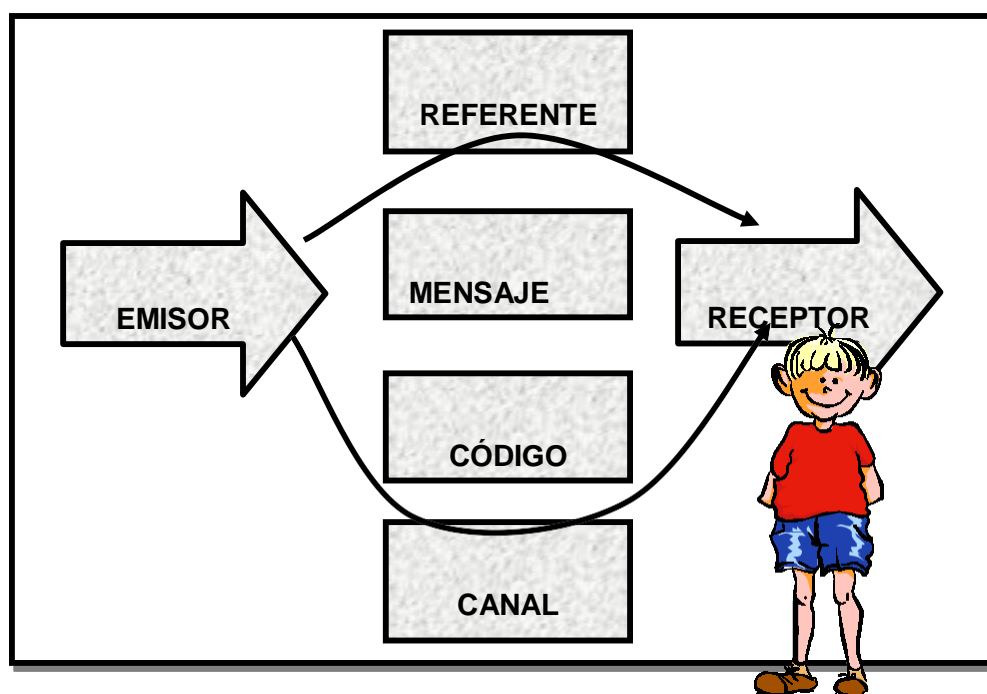 REFERENTE
MENSAJE
EMISOR
RECEPTOR
CÓDIGO
CANAL